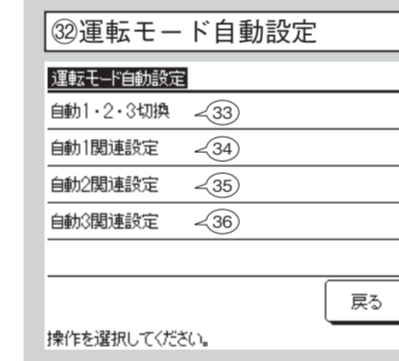 ㉜運転モード自動設定
運転モード自動設定
自動1・2・3切換 ㉝
自動1関連設定 ㉞
自動2関連設定 ㉟
自動3関連設定 ㊱
戻る
操作を選択してください。